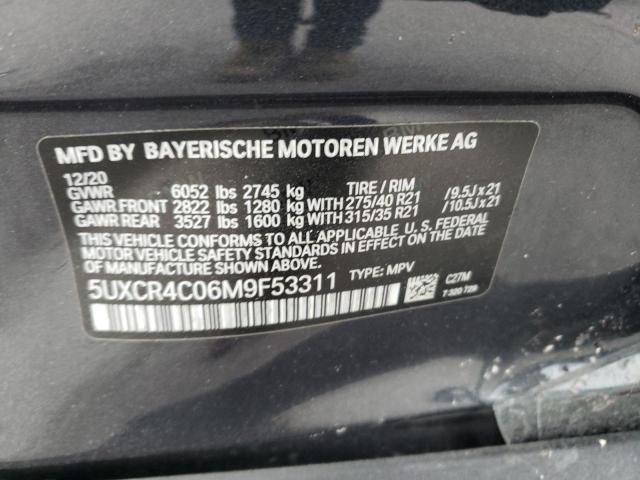 MFD BY BAYERISCHE MOTOREN WERKE AG
12/20
GVWR 6052 lbs 2745 kg TIRE / RIM
GAWR.FRONT 2822 lbs 1280 kg WITH 275/40 R21 /9.5J x 21
GAWR REAR 3527 lbs 1600 kg WITH 315/35 R21 /10.5J x 21
THIS VEHICLE CONFORMS TO ALL APPLICABLE U. S. FEDERAL
MOTOR VEHICLE SAFETY STANDARDS IN EFFECT ON THE
DATE OF MANUFACTURE SHOWN ABOVE.
5UXCR4C06M9F53311 TYPE: MPV
C27M
7 320 729